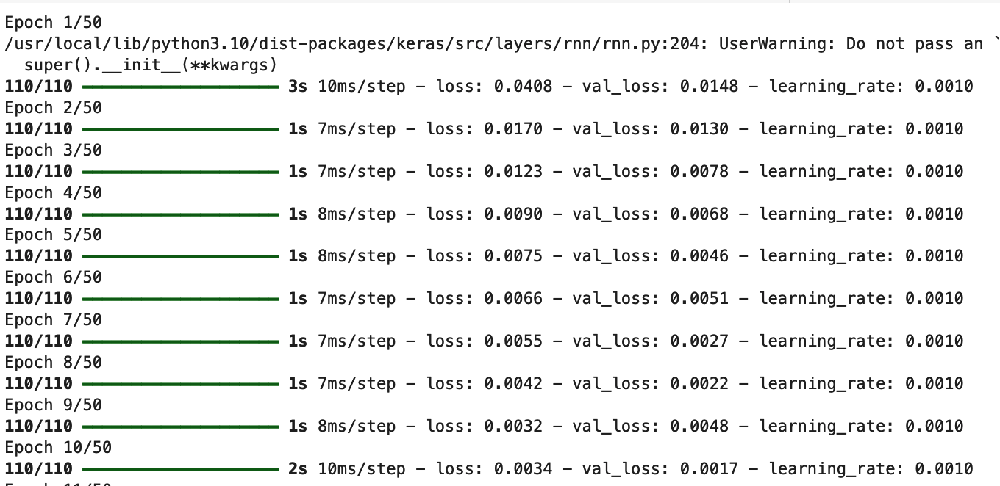 Epoch 1/50
/usr/local/lib/python3.10/dist-packages/keras/src/layers/rnn/rnn.py:204: UserWarning: Do not pass an `
  super().__init__(**kwargs)
110/110 ━━━━━━━━━━━━━━━━━━━━ 3s 10ms/step - loss: 0.0408 - val_loss: 0.0148 - learning_rate: 0.0010
Epoch 2/50
110/110 ━━━━━━━━━━━━━━━━━━━━ 1s 7ms/step - loss: 0.0170 - val_loss: 0.0130 - learning_rate: 0.0010
Epoch 3/50
110/110 ━━━━━━━━━━━━━━━━━━━━ 1s 7ms/step - loss: 0.0123 - val_loss: 0.0078 - learning_rate: 0.0010
Epoch 4/50
110/110 ━━━━━━━━━━━━━━━━━━━━ 1s 8ms/step - loss: 0.0090 - val_loss: 0.0068 - learning_rate: 0.0010
Epoch 5/50
110/110 ━━━━━━━━━━━━━━━━━━━━ 1s 8ms/step - loss: 0.0075 - val_loss: 0.0046 - learning_rate: 0.0010
Epoch 6/50
110/110 ━━━━━━━━━━━━━━━━━━━━ 1s 7ms/step - loss: 0.0066 - val_loss: 0.0051 - learning_rate: 0.0010
Epoch 7/50
110/110 ━━━━━━━━━━━━━━━━━━━━ 1s 7ms/step - loss: 0.0055 - val_loss: 0.0027 - learning_rate: 0.0010
Epoch 8/50
110/110 ━━━━━━━━━━━━━━━━━━━━ 1s 7ms/step - loss: 0.0042 - val_loss: 0.0022 - learning_rate: 0.0010
Epoch 9/50
110/110 ━━━━━━━━━━━━━━━━━━━━ 1s 8ms/step - loss: 0.0032 - val_loss: 0.0048 - learning_rate: 0.0010
Epoch 10/50
110/110 ━━━━━━━━━━━━━━━━━━━━ 2s 10ms/step - loss: 0.0034 - val_loss: 0.0017 - learning_rate: 0.0010